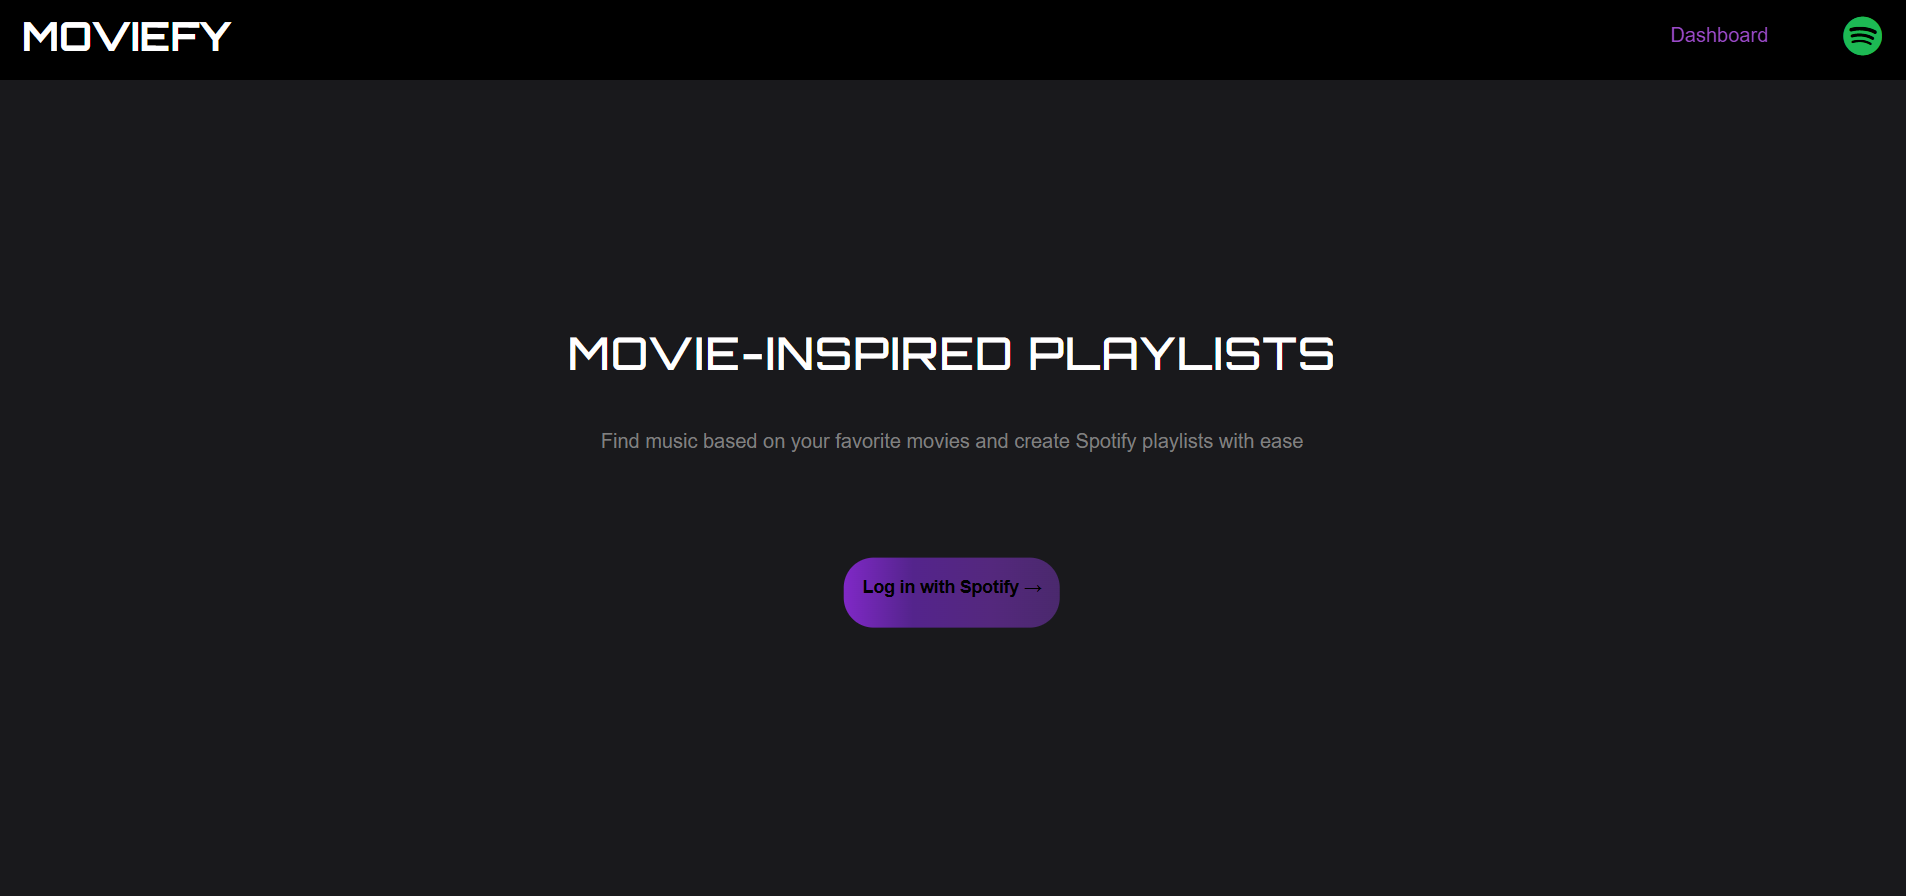 MOVIEFY
Dashboard
MOVIE-INSPIRED PLAYLISTS
Find music based on your favorite movies and create Spotify playlists with ease
Log in with Spotify →